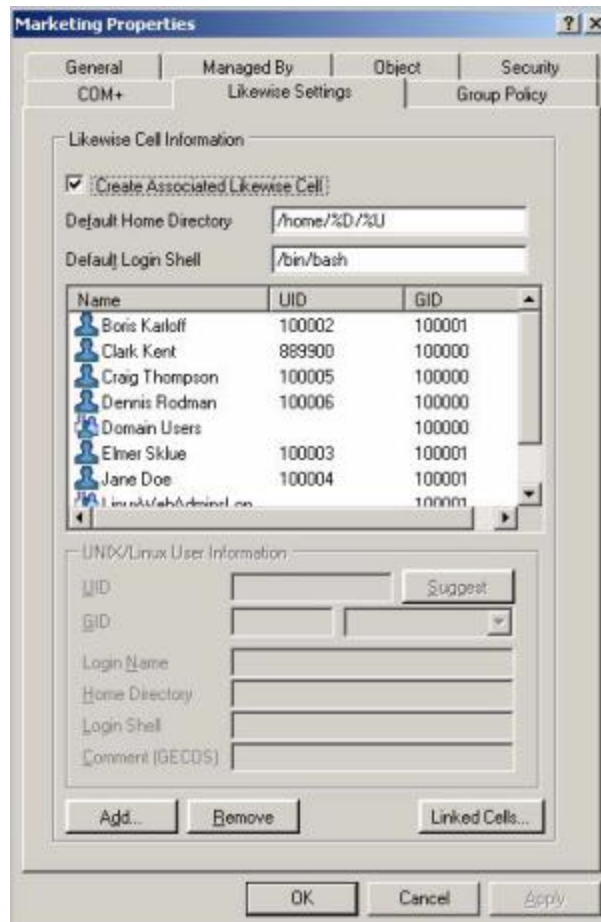 Marketing Properties
General Managed By Object Security
COM+ Likewise Settings Group Policy
Likewise Cell Information
Create Associated Likewise Cell
Default Home Directory /home/%D/%U
Default Login Shell /bin/bash
Name UID GID
Boris Karloff 100002 100001
Clark Kent 889900 100000
Craig Thompson 100005 100000
Dennis Rodman 100006 100000
Domain Users 100000
Elmer Sklue 100003 100001
Jane Doe 100004 100001
100001
UNIX/Linux User Information
UID Suggest
GID
Login Name
Home Directory
Login Shell
Comment (GECOS)
Add... Remove Linked Cells...
OK Cancel Apply